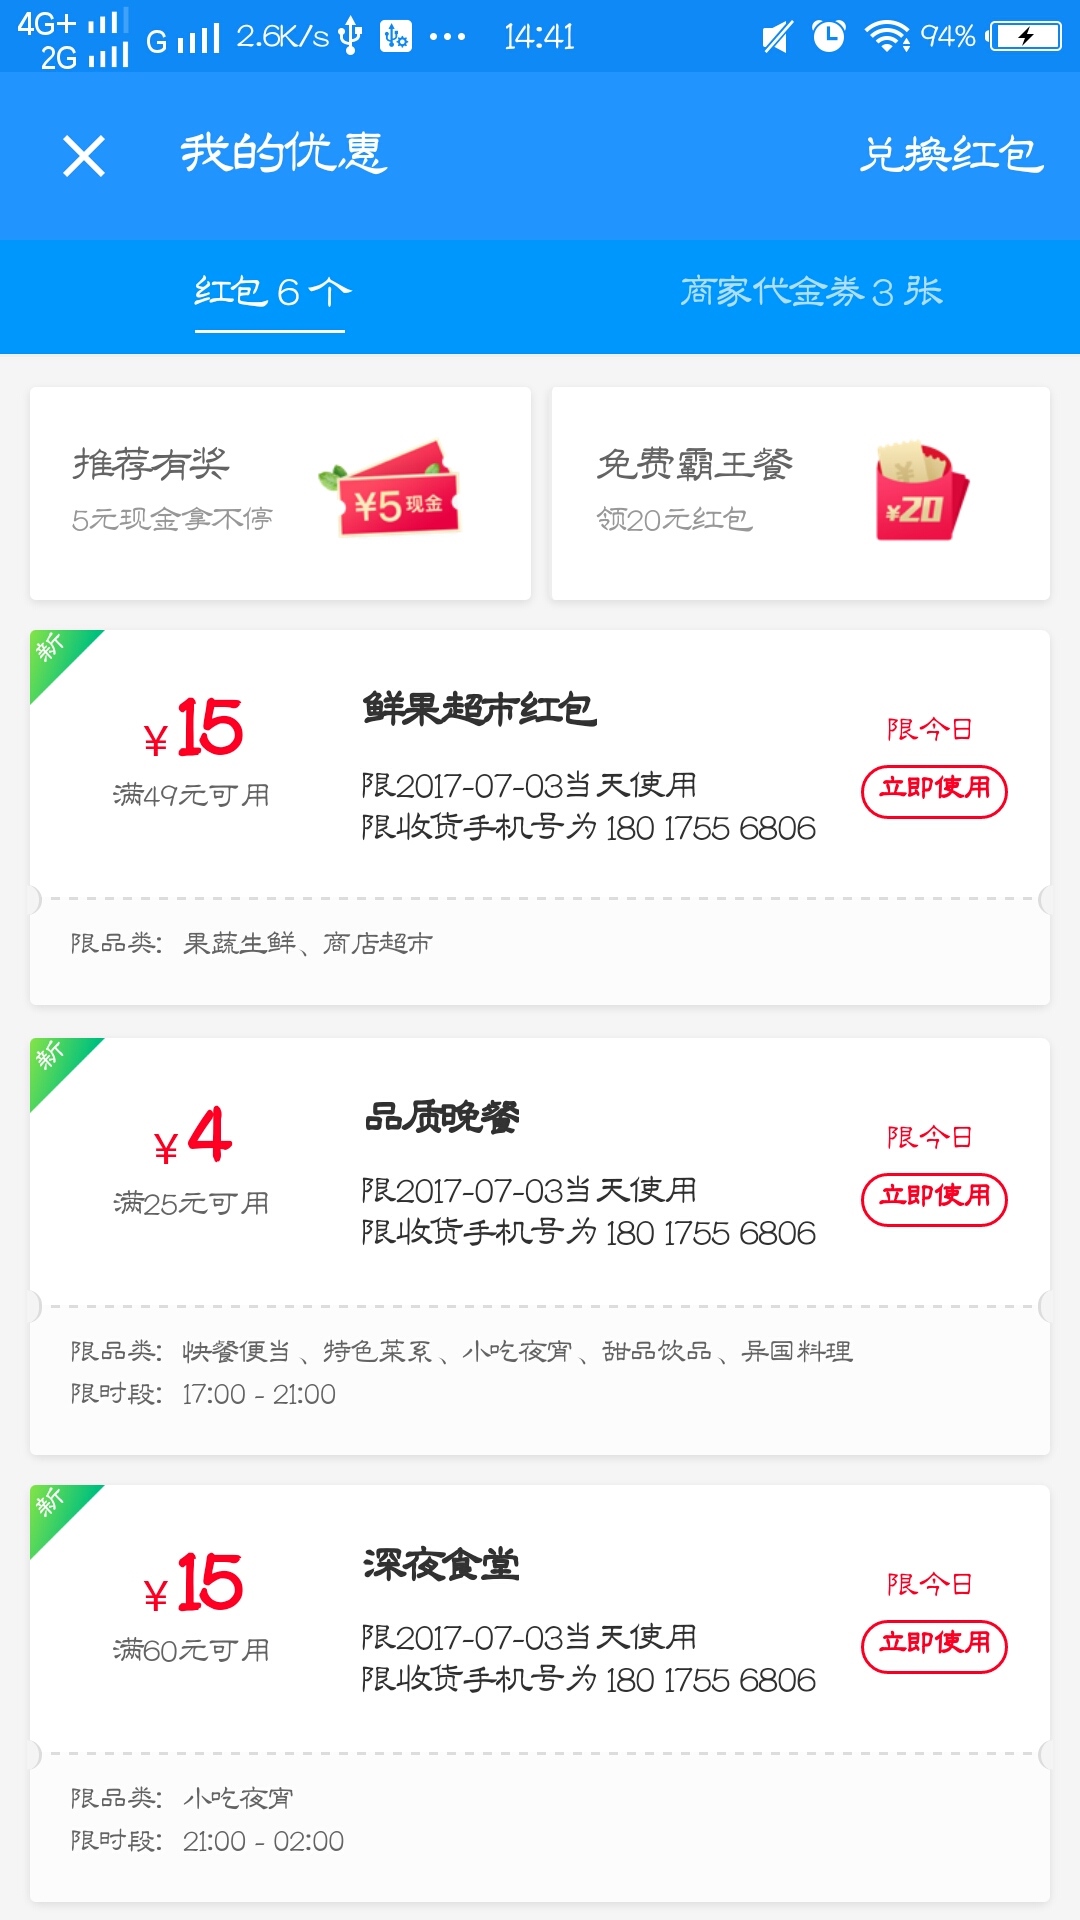 4G+ 2G G 2.6K/s 14:41 94%
我的优惠 兑换红包
红包 6 个 商家代金券 3 张
推荐有奖
5元现金拿不停
¥5现金
免费霸王餐
领20元红包
¥
¥20
新
¥15
满49元可用
鲜果超市红包
限2017-07-03当天使用
限收货手机号为 180 1755 6806
限今日
立即使用
限品类: 果蔬生鲜、商店超市
新
¥4
满25元可用
品质晚餐
限2017-07-03当天使用
限收货手机号为 180 1755 6806
限今日
立即使用
限品类: 快餐便当、特色菜系、小吃夜宵、甜品饮品、异国料理
限时段: 17:00 - 21:00
新
¥15
满60元可用
深夜食堂
限2017-07-03当天使用
限收货手机号为 180 1755 6806
限今日
立即使用
限品类: 小吃夜宵
限时段: 21:00 - 02:00